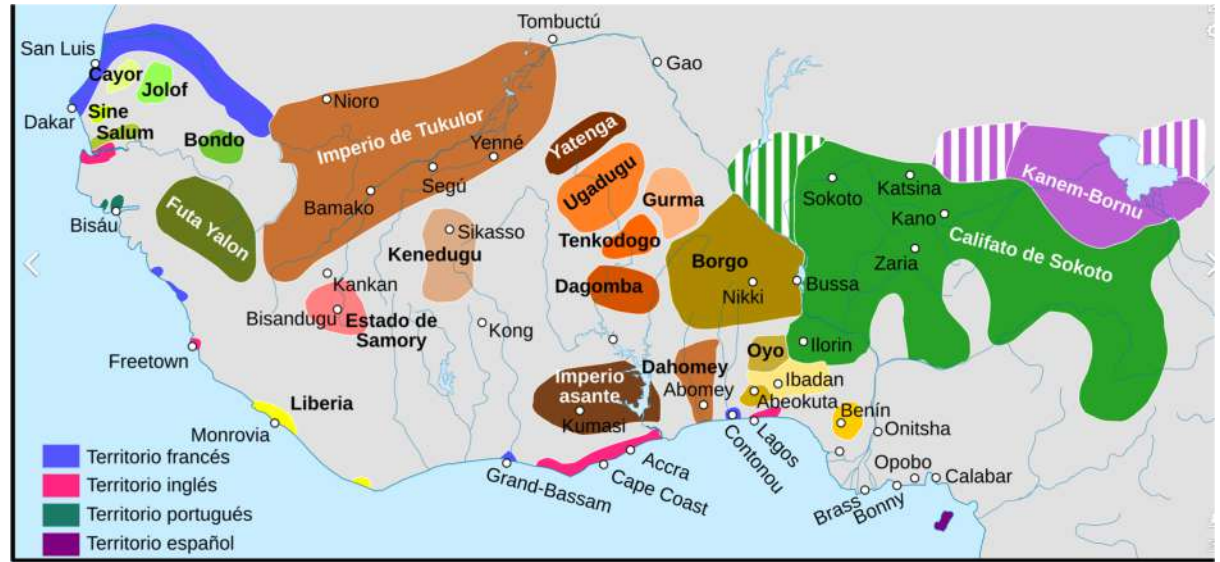 Tombuctú
San Luis
Gao
Cayor
Jolof
Nioro
Dakar
Sine
Salum
Bondo
Imperio de Tukulor
Yenné
Segú
Bamako
Yatenga
Ugadugu
Gurma
Tenkodogo
Dagomba
Sokoto
Katsina
Kano
Kanem-Bornu
Califato de Sokoto
Zaria
Bisáu
Futa Yalon
Sikasso
Kenedugu
Borgo
Nikki
Bussa
Kankan
Bisandugu
Estado de
Samory
Kong
Ilorin
Freetown
Oyo
Imperio
asante
Kumasi
Dahomey
Abomey
Ibadan
Abeokuta
Benín
Onitsha
Liberia
Monrovia
Lagos
Contonou
Accra
Cape Coast
Grand-Bassam
Opobo
Calabar
Brass
Bonny
Territorio francés
Territorio inglés
Territorio portugués
Territorio español